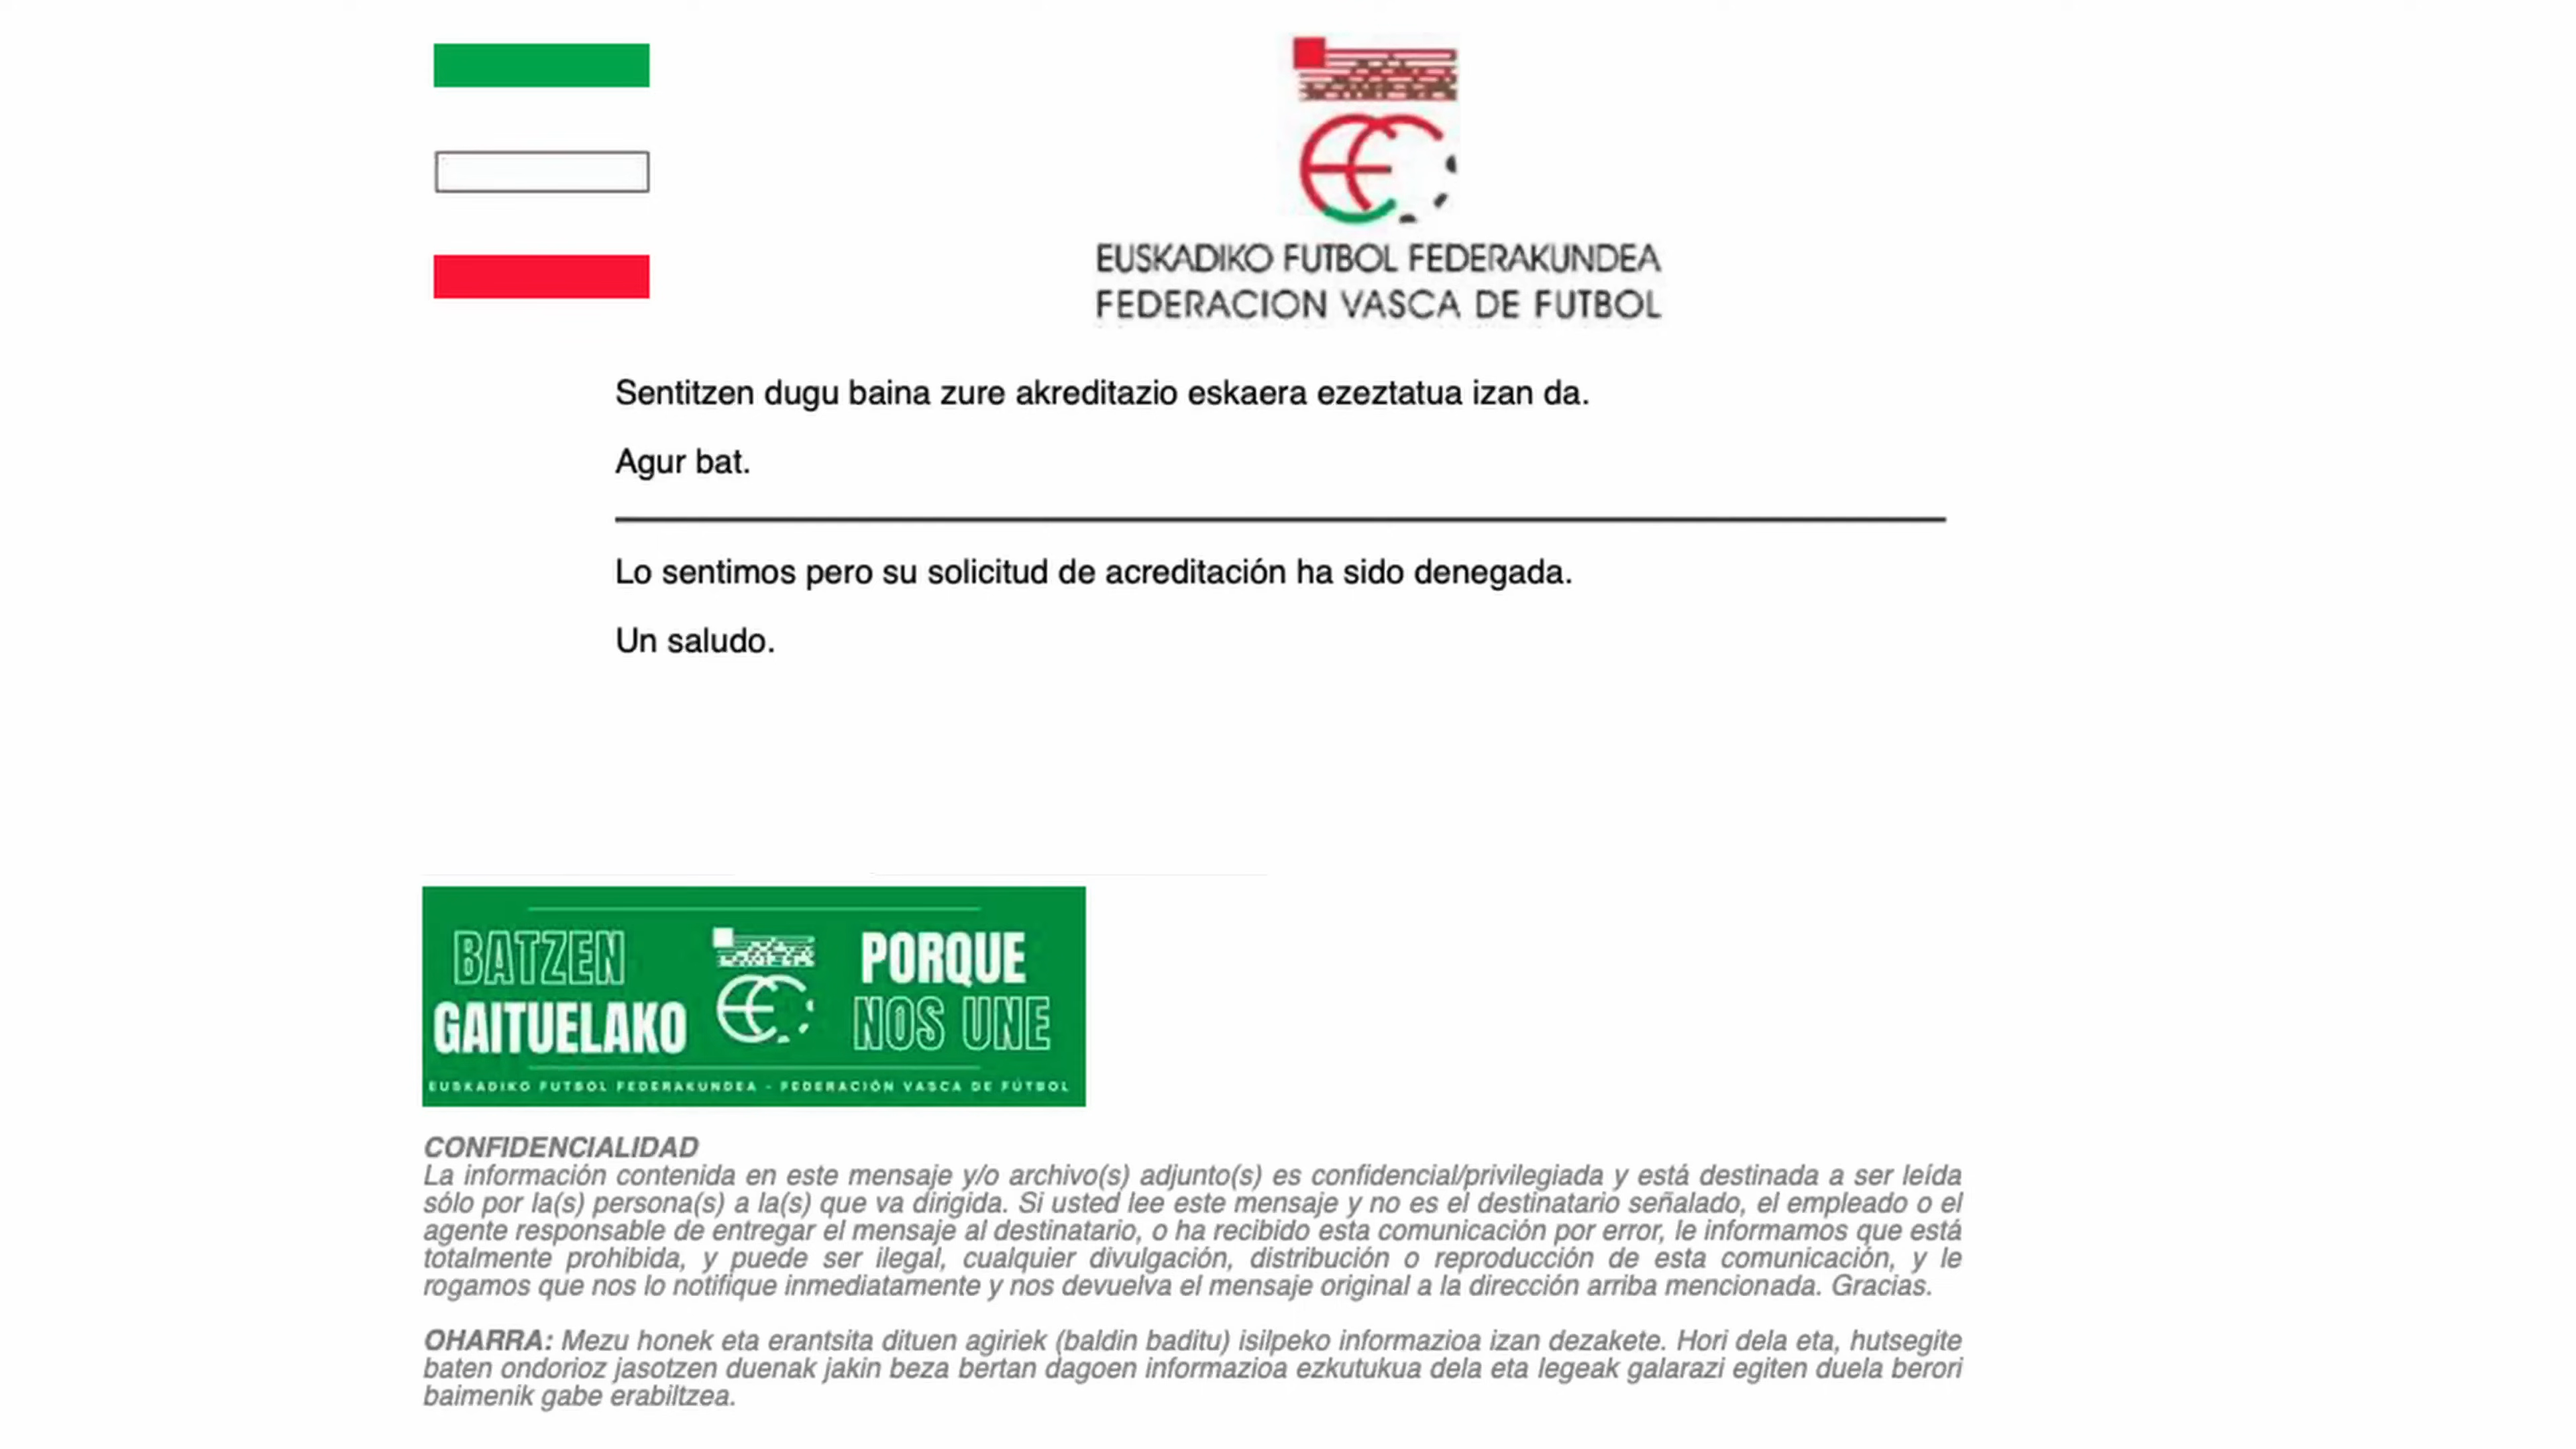 EUSKADIKO FUTBOL FEDERAKUNDEA
FEDERACION VASCA DE FUTBOL
Sentitzen dugu baina zure akreditazio eskaera ezeztatua izan da.
Agur bat.
Lo sentimos pero su solicitud de acreditación ha sido denegada.
Un saludo.
BATZEN
GAITUELAKO
PORQUE
NOS UNE
EUSKADIKO FUTBOL FEDERAKUNDEA - FEDERACIÓN VASCA DE FÚTBOL
CONFIDENCIALIDAD
La información contenida en este mensaje y/o archivo(s) adjunto(s) es confidencial/privilegiada y está destinada a ser leída
sólo por la(s) persona(s) a la(s) que va dirigida. Si usted lee este mensaje y no es el destinatario señalado, el empleado o el
agente responsable de entregar el mensaje al destinatario, o ha recibido esta comunicación por error, le informamos que está
totalmente prohibida, y puede ser ilegal, cualquier divulgación, distribución o reproducción de esta comunicación, y le
rogamos que nos lo notifique inmediatamente y nos devuelva el mensaje original a la dirección arriba mencionada. Gracias.
OHARRA: Mezu honek eta erantsita dituen agiriek (baldin baditu) isilpeko informazioa izan dezakete. Hori dela eta, hutsegite
baten ondorioz jasotzen duenak jakin beza bertan dagoen informazioa ezkutukua dela eta legeak galarazi egiten duela berori
baimenik gabe erabiltzea.